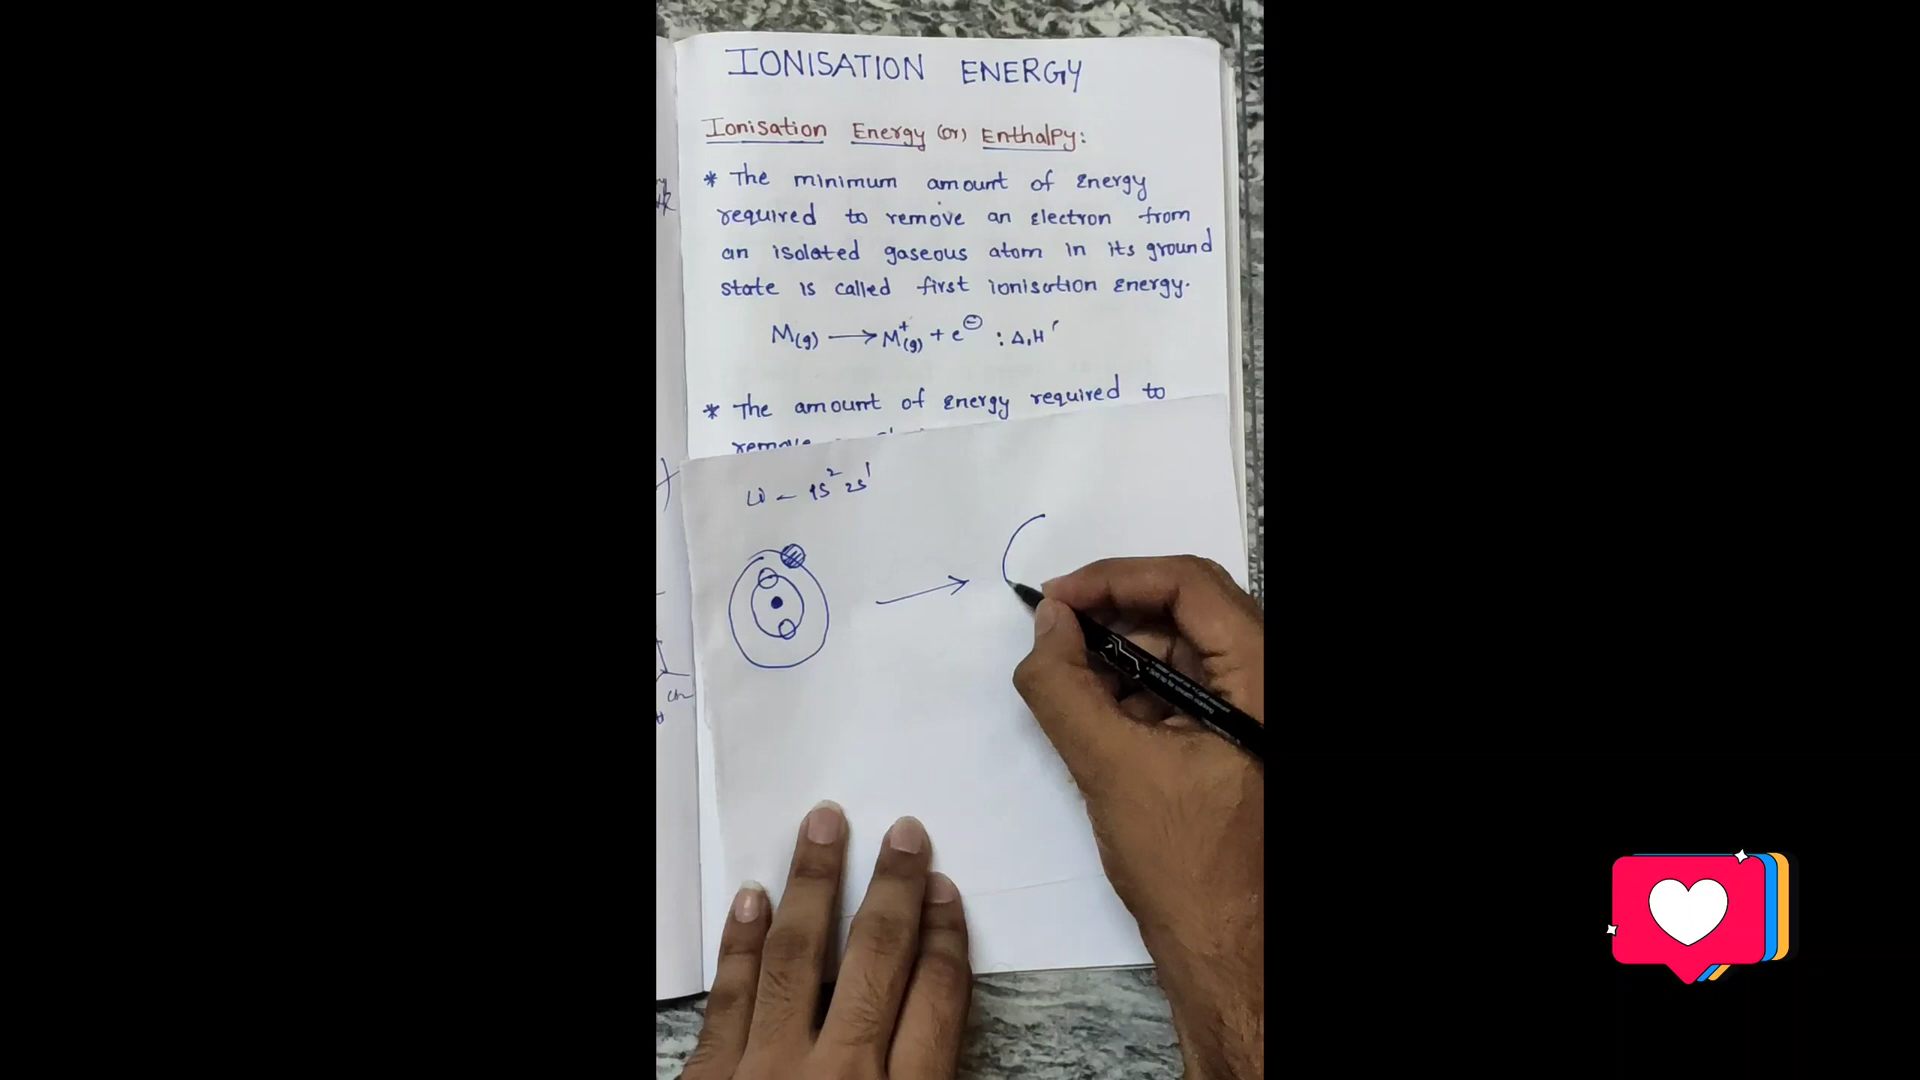 IONISATION ENERGY
Ionisation Energy (or) Enthalpy:
* The minimum amount of Energy
required to remove an Electron from
an isolated gaseous atom in its ground
state is called first ionisation Energy.
M(g) ⟶ M⁺(g) + e⊖ : Δ,H'
* The amount of Energy required to
remove
Li - 1s² 2s¹